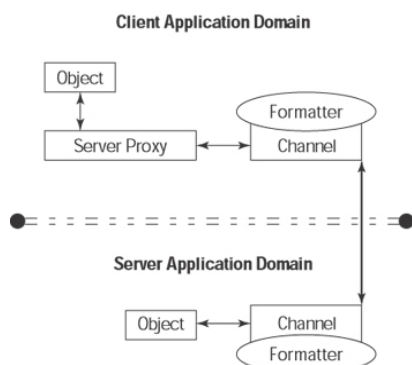 Client Application Domain
Object
Formatter
Server Proxy
Channel
Server Application Domain
Object
Channel
Formatter